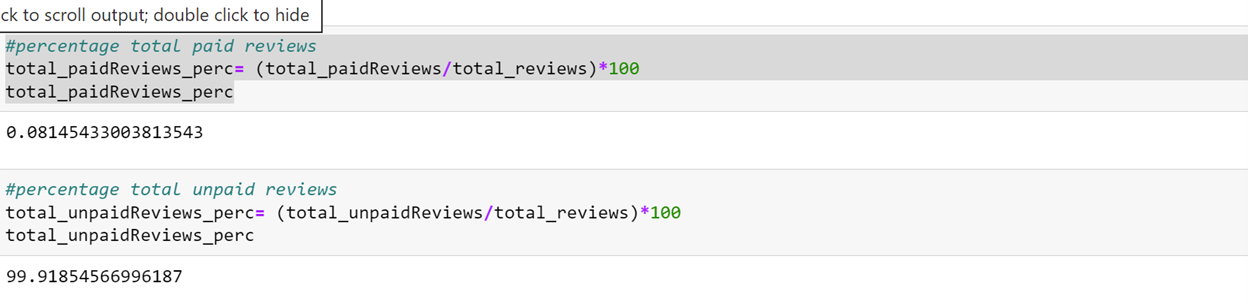 ck to scroll output; double click to hide
#percentage total paid reviews
total_paidReviews_perc= (total_paidReviews/total_reviews)*100
total_paidReviews_perc
0.08145433003813543
#percentage total unpaid reviews
total_unpaidReviews_perc= (total_unpaidReviews/total_reviews)*100
total_unpaidReviews_perc
99.91854566996187